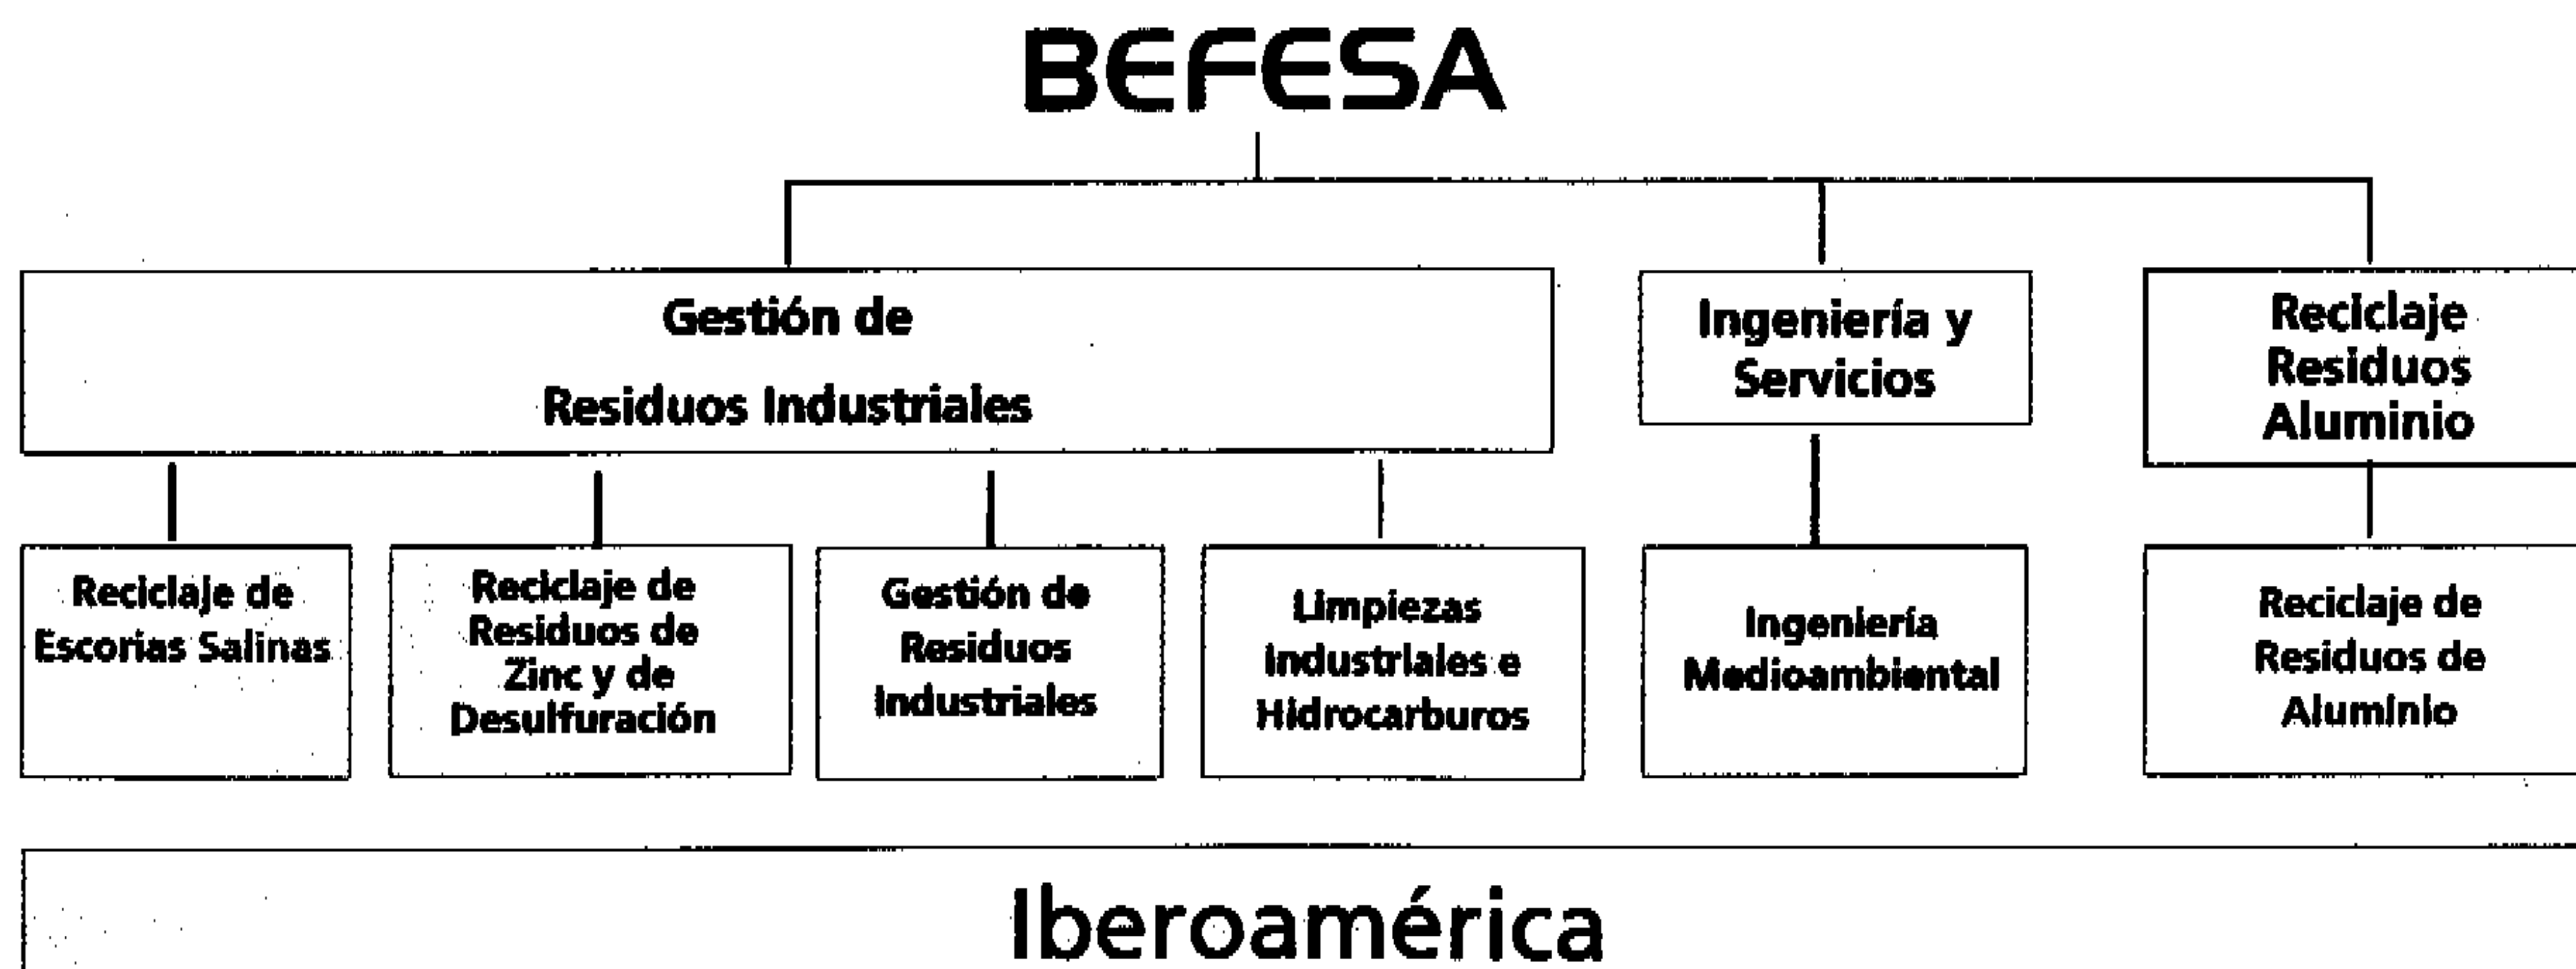 BEFESA
Gestión de
Residuos Industriales
Ingeniería y
Servicios
Reciclaje
Residuos
Aluminio
Reciclaje de
Escorias Salinas
Reciclaje de
Residuos de
Zinc y de
Desulfuración
Gestión de
Residuos
Industriales
Limpiezas
Industriales e
Hidrocarburos
Ingeniería
Medioambiental
Reciclaje de
Residuos de
Aluminio
Iberoamérica